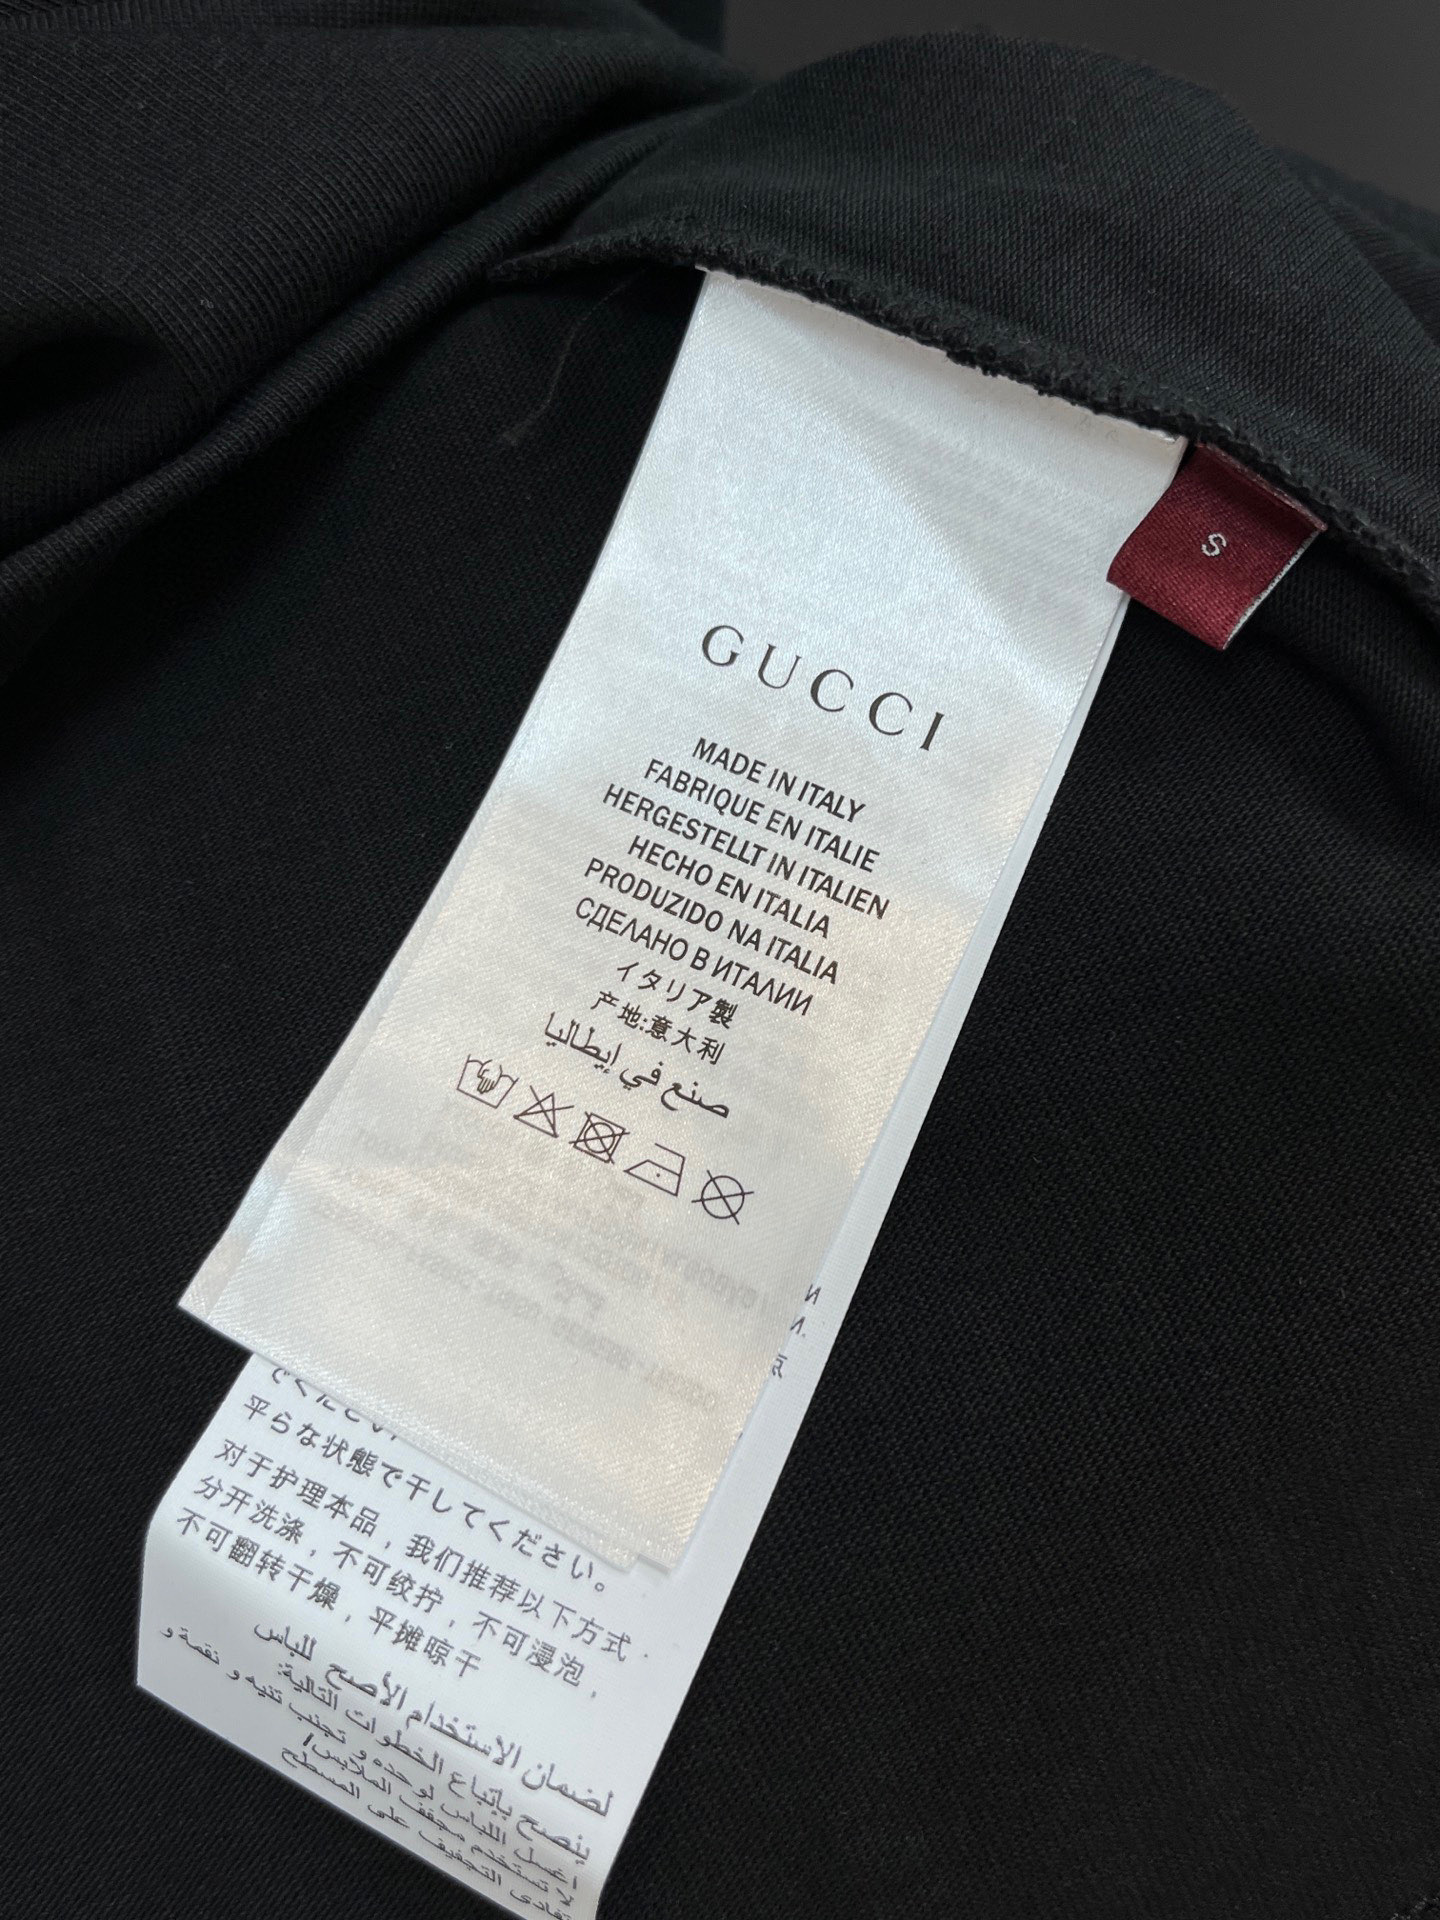 S
GUCCI
MADE IN ITALY
FABRIQUE EN ITALIE
HERGESTELLT IN ITALIEN
HECHO EN ITALIA
PRODUZIDO NA ITALIA
СДЕЛАНО В ИТАЛИИ
イタリア製
产地:意大利
صنع في إيطاليا
平らな状態で干してください。
对于护理本品，我们推荐以下方式.
分开洗涤，不可绞拧，不可浸泡，
不可翻转干燥，平摊晾干
لضمان الاستخدام الأصح للباس
ينصح بإتباع الخطوات التالية: